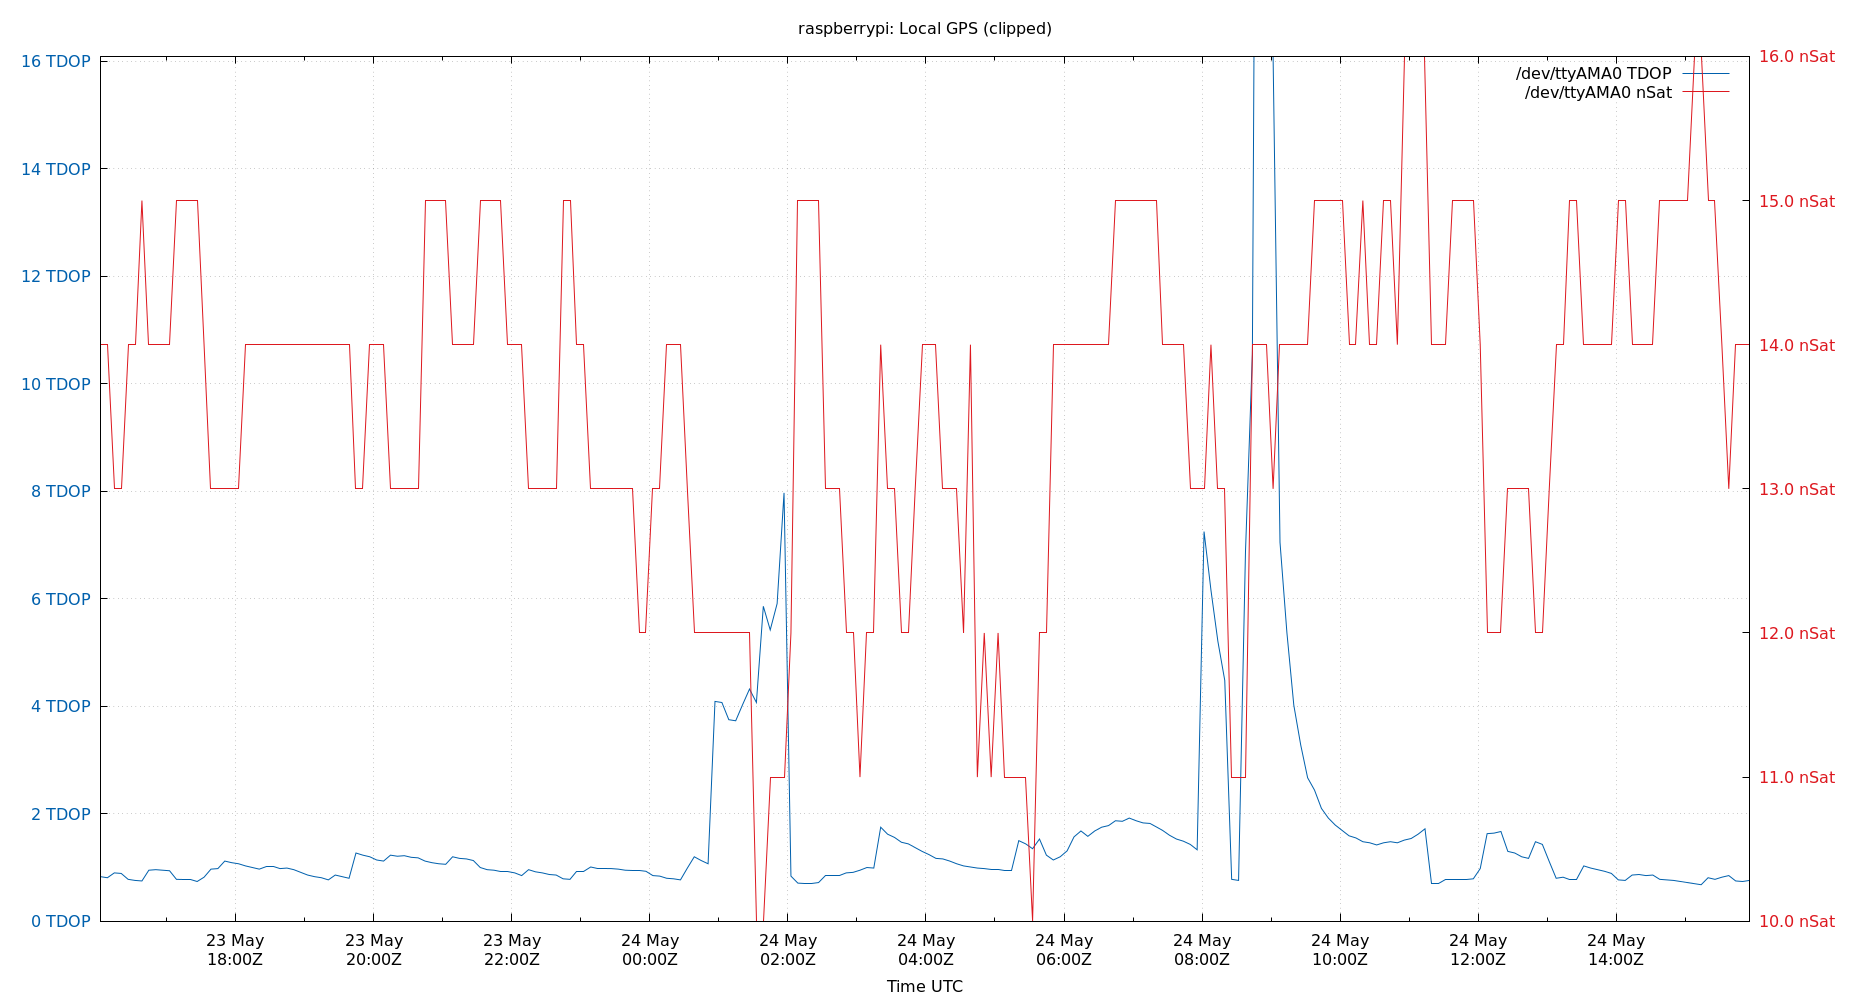 raspberrypi: Local GPS (clipped)
16 TDOP
14 TDOP
12 TDOP
10 TDOP
8 TDOP
6 TDOP
4 TDOP
2 TDOP
0 TDOP
/dev/ttyAMA0 TDOP
/dev/ttyAMA0 nSat
16.0 nSat
15.0 nSat
14.0 nSat
13.0 nSat
12.0 nSat
11.0 nSat
10.0 nSat
23 May
18:00Z
23 May
20:00Z
23 May
22:00Z
24 May
00:00Z
24 May
02:00Z
24 May
04:00Z
24 May
06:00Z
24 May
08:00Z
24 May
10:00Z
24 May
12:00Z
24 May
14:00Z
Time UTC